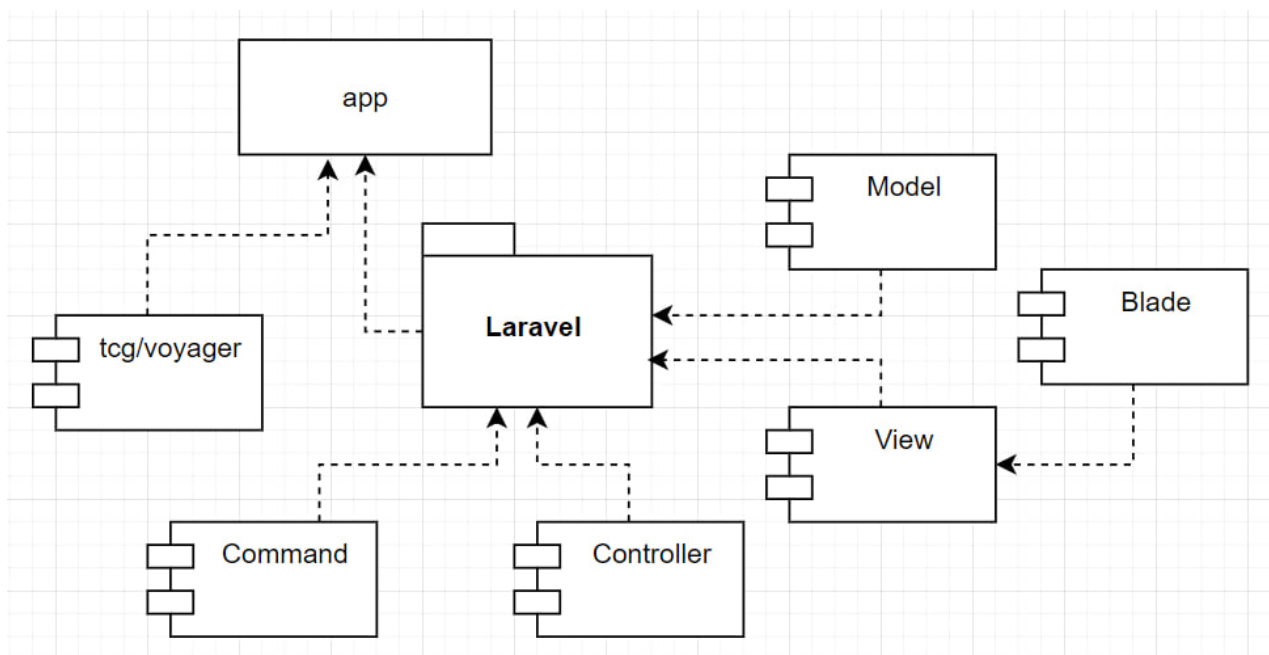 app
Model
Blade
Laravel
tcg/voyager
View
Command
Controller